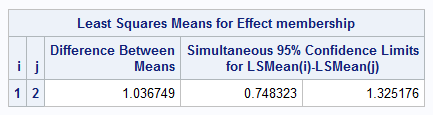 Least Squares Means for Effect membership
i j Difference Between Means Simultaneous 95% Confidence Limits for LSMean(i)-LSMean(j)
1 2 1.036749 0.748323 1.325176